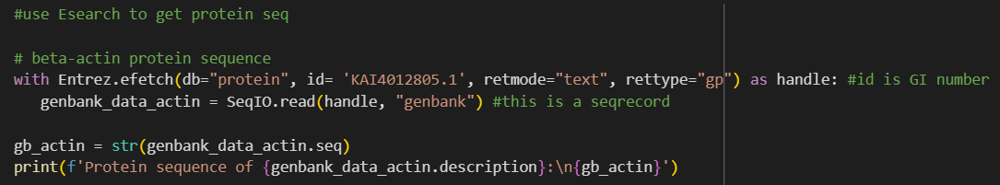 #use Esearch to get protein seq
# beta-actin protein sequence
with Entrez.efetch(db="protein", id= 'KAI4012805.1', retmode="text", rettype="gp") as handle: #id is GI number
genbank_data_actin = SeqIO.read(handle, "genbank") #this is a seqrecord
gb_actin = str(genbank_data_actin.seq)
print(f'Protein sequence of {genbank_data_actin.description}:\n{gb_actin}')